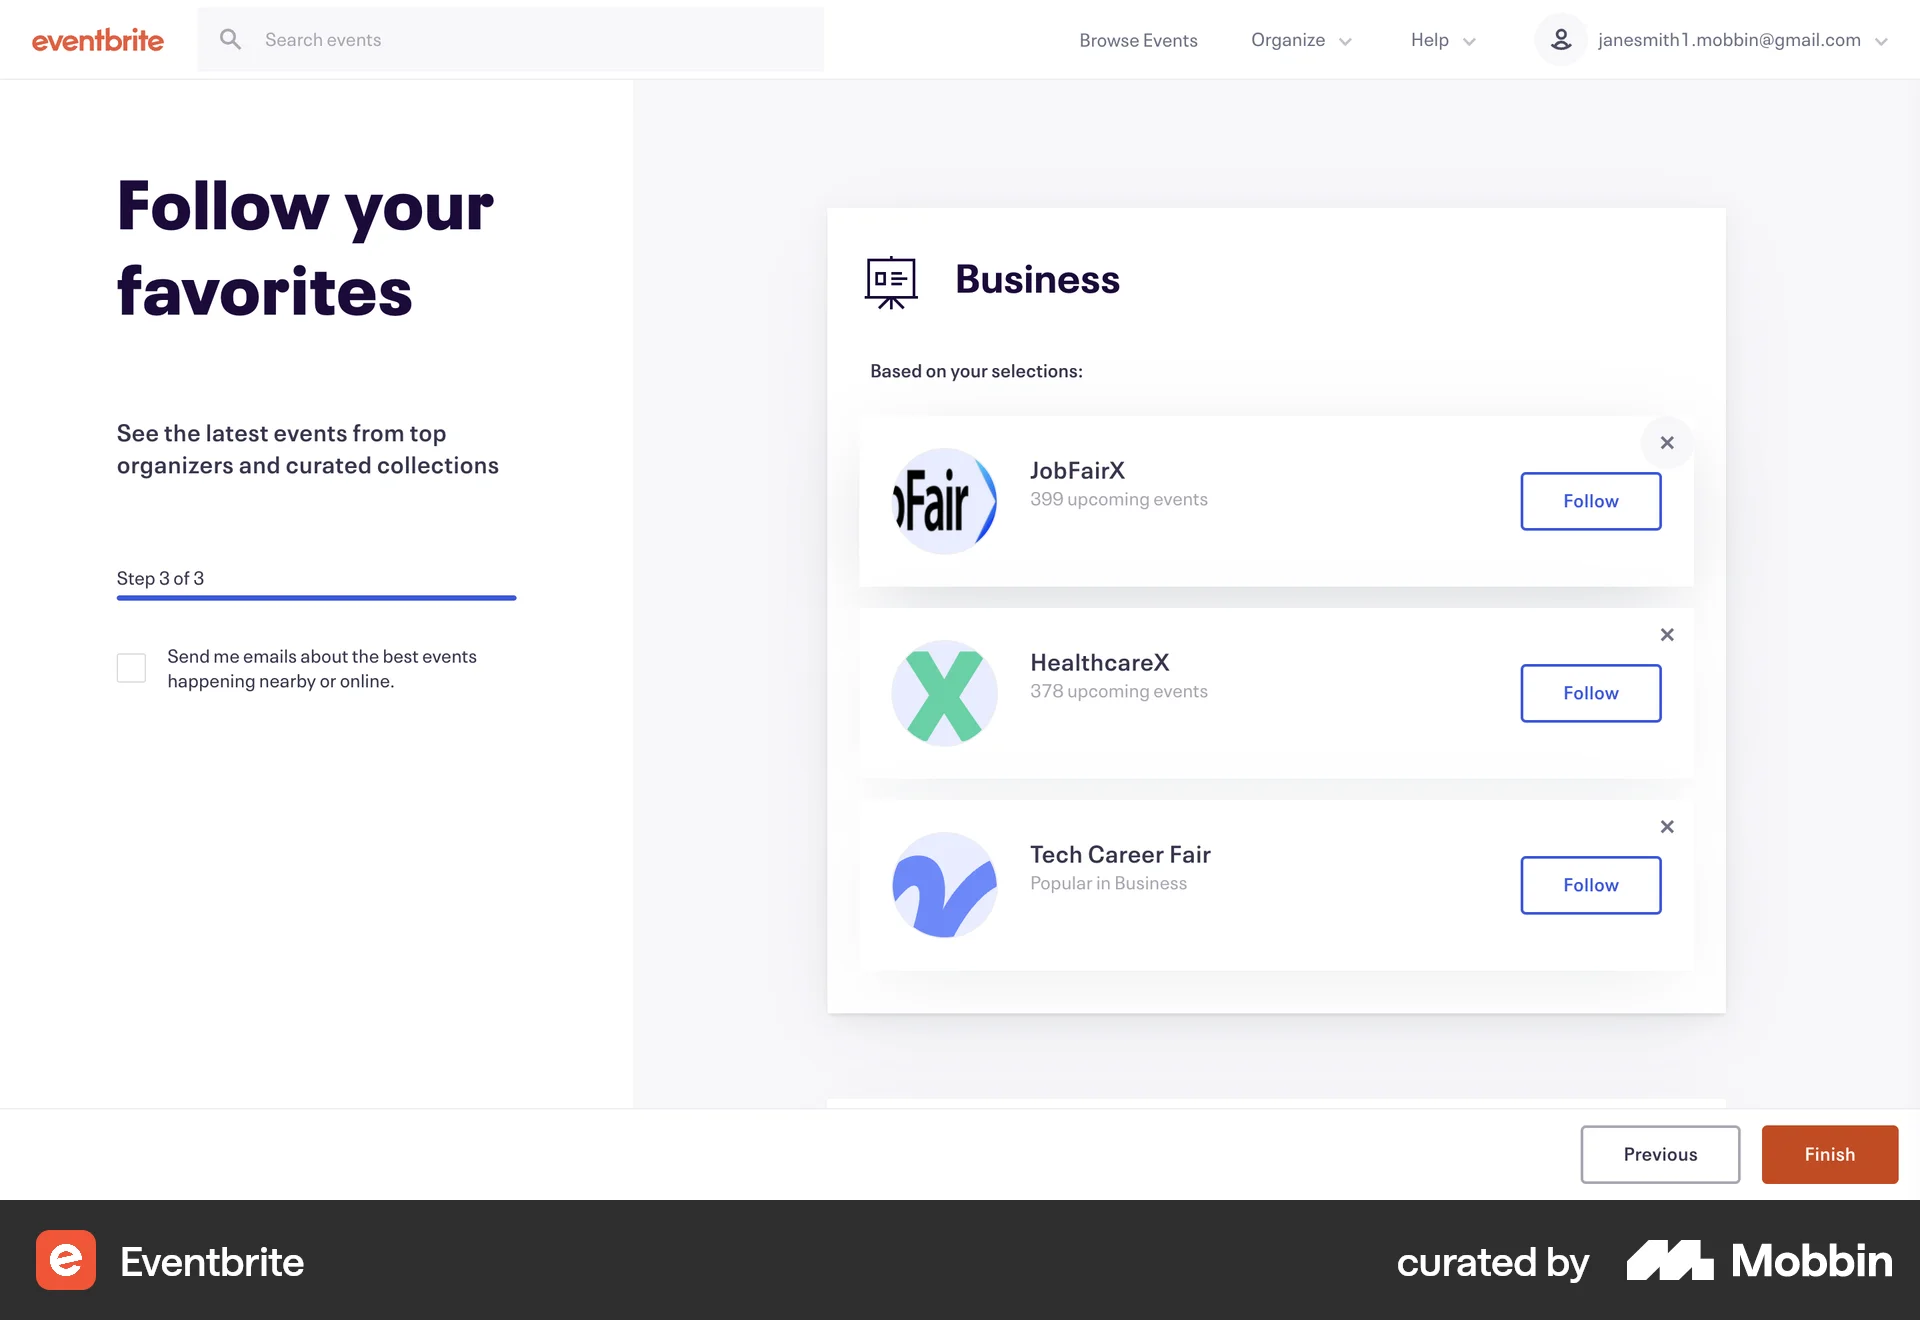 eventbrite
Search events
Browse Events
Organize
Help
janesmith1.mobbin@gmail.com
Follow your
favorites
See the latest events from top
organizers and curated collections
Step 3 of 3
Send me emails about the best events
happening nearby or online.
Business
Based on your selections:
oFair
JobFairX
399 upcoming events
Follow
X
HealthcareX
378 upcoming events
Follow
Tech Career Fair
Popular in Business
Follow
Previous
Finish
e
Eventbrite
curated by
Mobbin